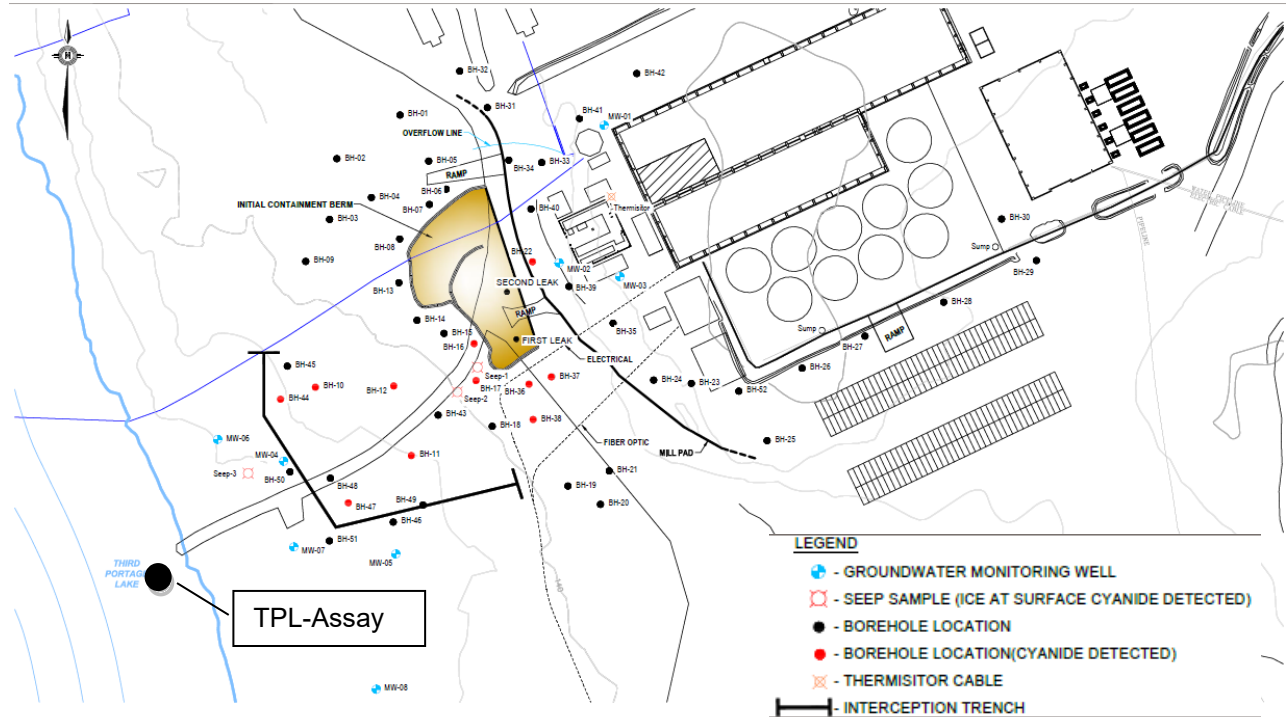 N
BH-32
BH-42
BH-31
BH-01
BH-41
MW-01
OVERFLOW LINE
BH-02
BH-05
BH-34
BH-33
RAMP
BH-06
BH-04
INITIAL CONTAINMENT BERM
BH-07
BH-40
Thermisitor
BH-03
BH-30
BH-08
PIPELINE
Sump
BH-09
BH-22
MW-02
BH-29
BH-13
SECOND LEAK
BH-39
MW-03
BH-28
RAMP
BH-14
BH-35
Sump
BH-15
BH-16
FIRST LEAK
BH-27
RAMP
ELECTRICAL
BH-45
Seep-1
BH-26
BH-10
BH-12
BH-17
BH-36
BH-37
BH-24
BH-23
BH-52
BH-44
Seep-2
BH-43
BH-18
BH-38
MW-06
FIBER OPTIC
BH-25
MILL PAD
MW-04
BH-11
Seep-3
BH-50
BH-48
BH-21
BH-19
BH-47
BH-49
BH-20
BH-46
BH-51
MW-07
MW-05
THIRD
PORTAGE
LAKE
140
TPL-Assay
MW-08
LEGEND
- GROUNDWATER MONITORING WELL
- SEEP SAMPLE (ICE AT SURFACE CYANIDE DETECTED)
- BOREHOLE LOCATION
- BOREHOLE LOCATION(CYANIDE DETECTED)
- THERMISITOR CABLE
- INTERCEPTION TRENCH